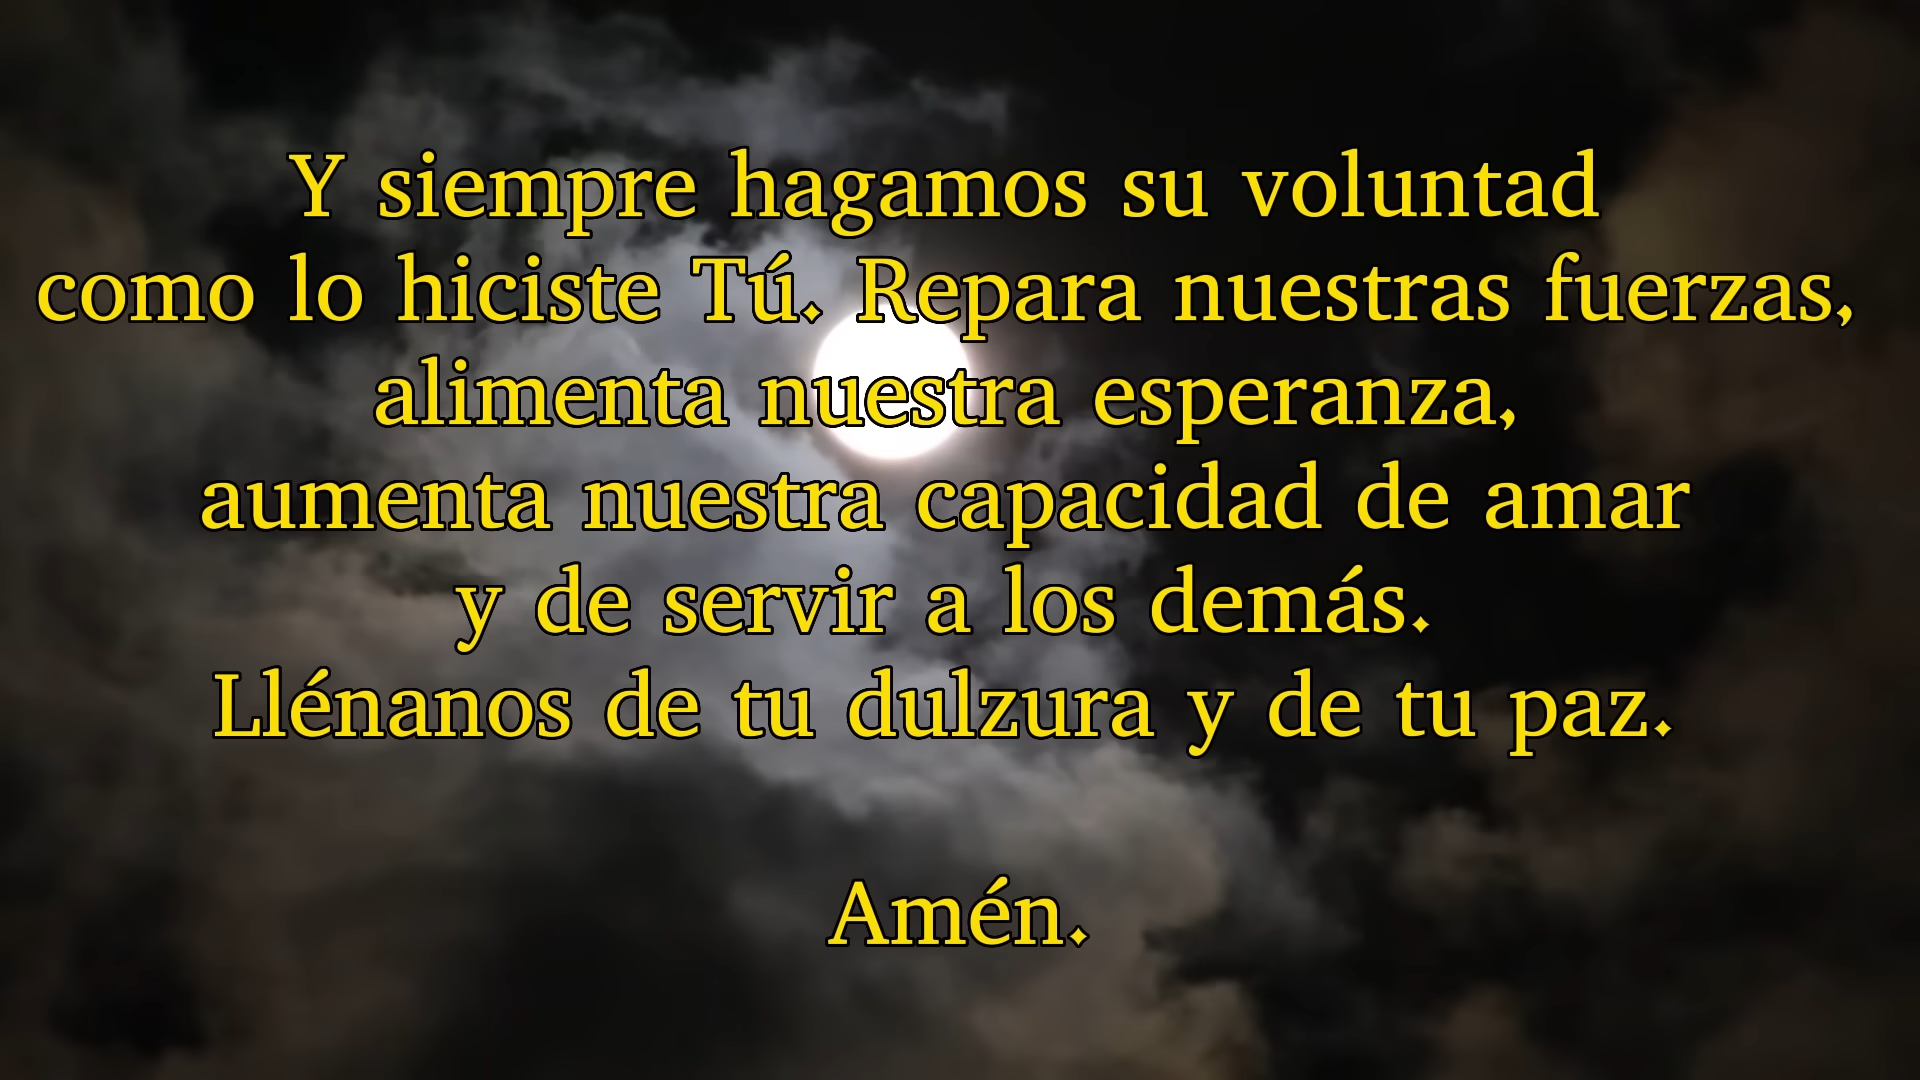 Y siempre hagamos su voluntad
como lo hiciste Tú. Repara nuestras fuerzas,
alimenta nuestra esperanza,
aumenta nuestra capacidad de amar
y de servir a los demás.
Llénanos de tu dulzura y de tu paz.
Amén.